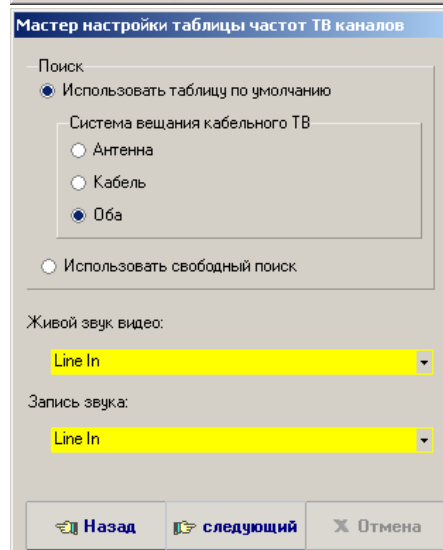 Мастер настройки таблицы частот ТВ каналов
Поиск
Использовать таблицу по умолчанию
Система вещания кабельного ТВ
Антенна
Кабель
Оба
Использовать свободный поиск
Живой звук видео:
Line In
Запись звука:
Line In
Назад следующий X Отмена